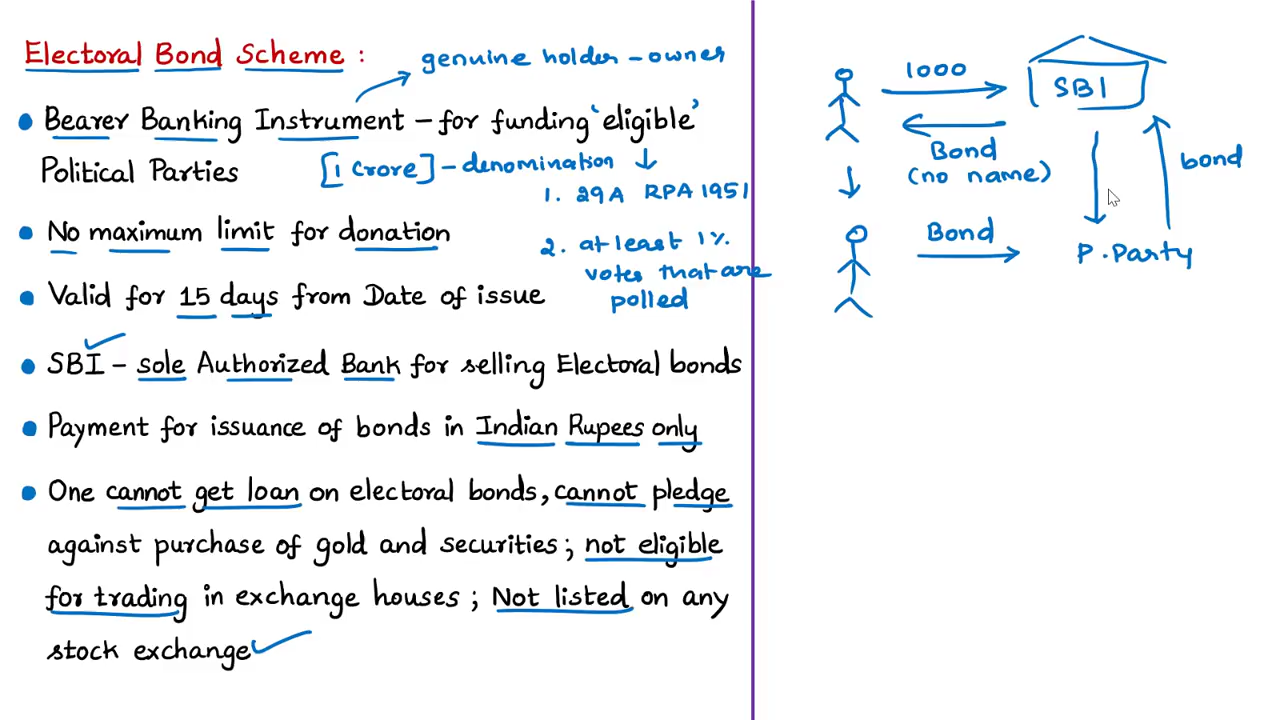 Electoral Bond Scheme :
genuine holder – owner
• Bearer Banking Instrument – for funding 'eligible'
Political Parties
[1 crore] – denomination
1. 29A RPA 1951
• No maximum limit for donation
2. at least 1%
votes that are
polled
• Valid for 15 days from Date of issue
• SBI – sole Authorized Bank for selling Electoral bonds
• Payment for issuance of bonds in Indian Rupees only
• One cannot get loan on electoral bonds, cannot pledge
against purchase of gold and securities; not eligible
for trading in exchange houses; Not listed on any
stock exchange
1000
SBI
Bond
(no name)
bond
Bond
P. Party